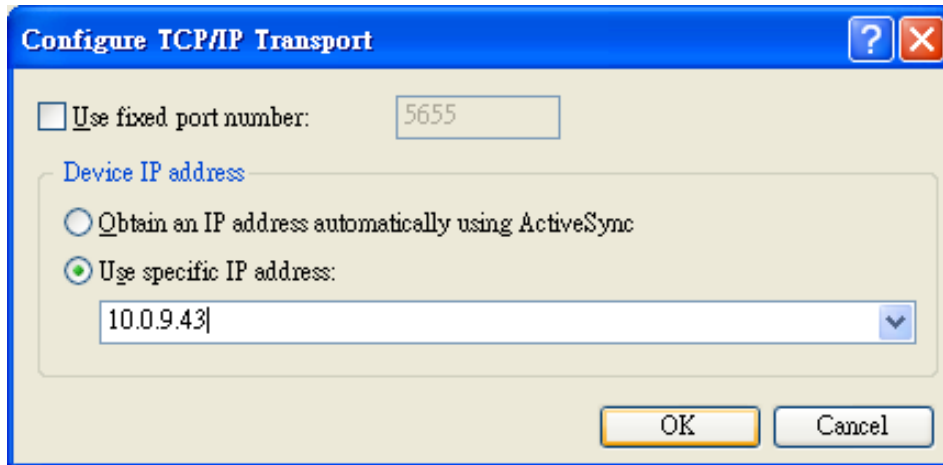 Configure TCP/IP Transport
Use fixed port number: 5655
Device IP address
Obtain an IP address automatically using ActiveSync
Use specific IP address:
10.0.9.43
OK Cancel